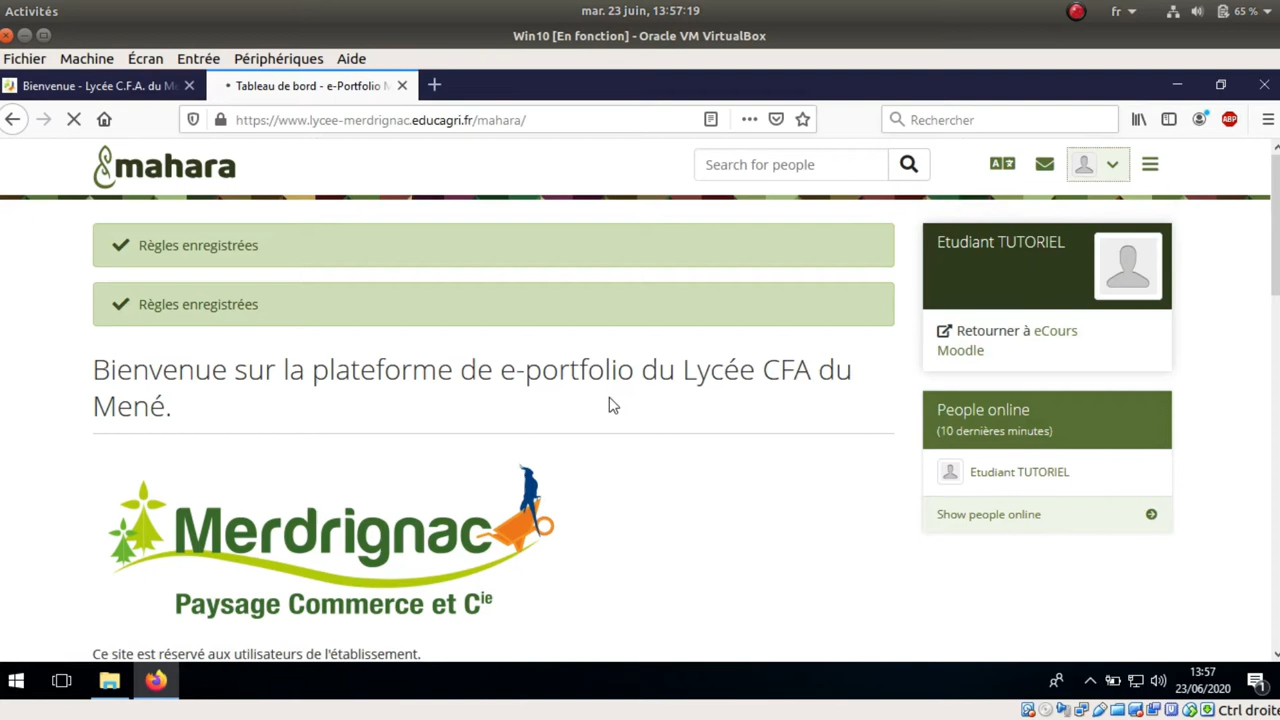 Activités
mar. 23 juin, 13:57:19
fr
65 %
Win10 [En fonction] - Oracle VM VirtualBox
Fichier Machine Écran Entrée Périphériques Aide
Bienvenue - Lycée C.F.A. du Me
Tableau de bord - e-Portfolio M
https://www.lycee-merdrignac.educagri.fr/mahara/
Rechercher
ABP
mahara
Search for people
Règles enregistrées
Règles enregistrées
Bienvenue sur la plateforme de e-portfolio du Lycée CFA du
Mené.
Merdrignac
Paysage Commerce et Cie
Ce site est réservé aux utilisateurs de l'établissement.
Etudiant TUTORIEL
Retourner à eCours
Moodle
People online
(10 dernières minutes)
Etudiant TUTORIEL
Show people online
13:57
23/06/2020
1
Ctrl droite